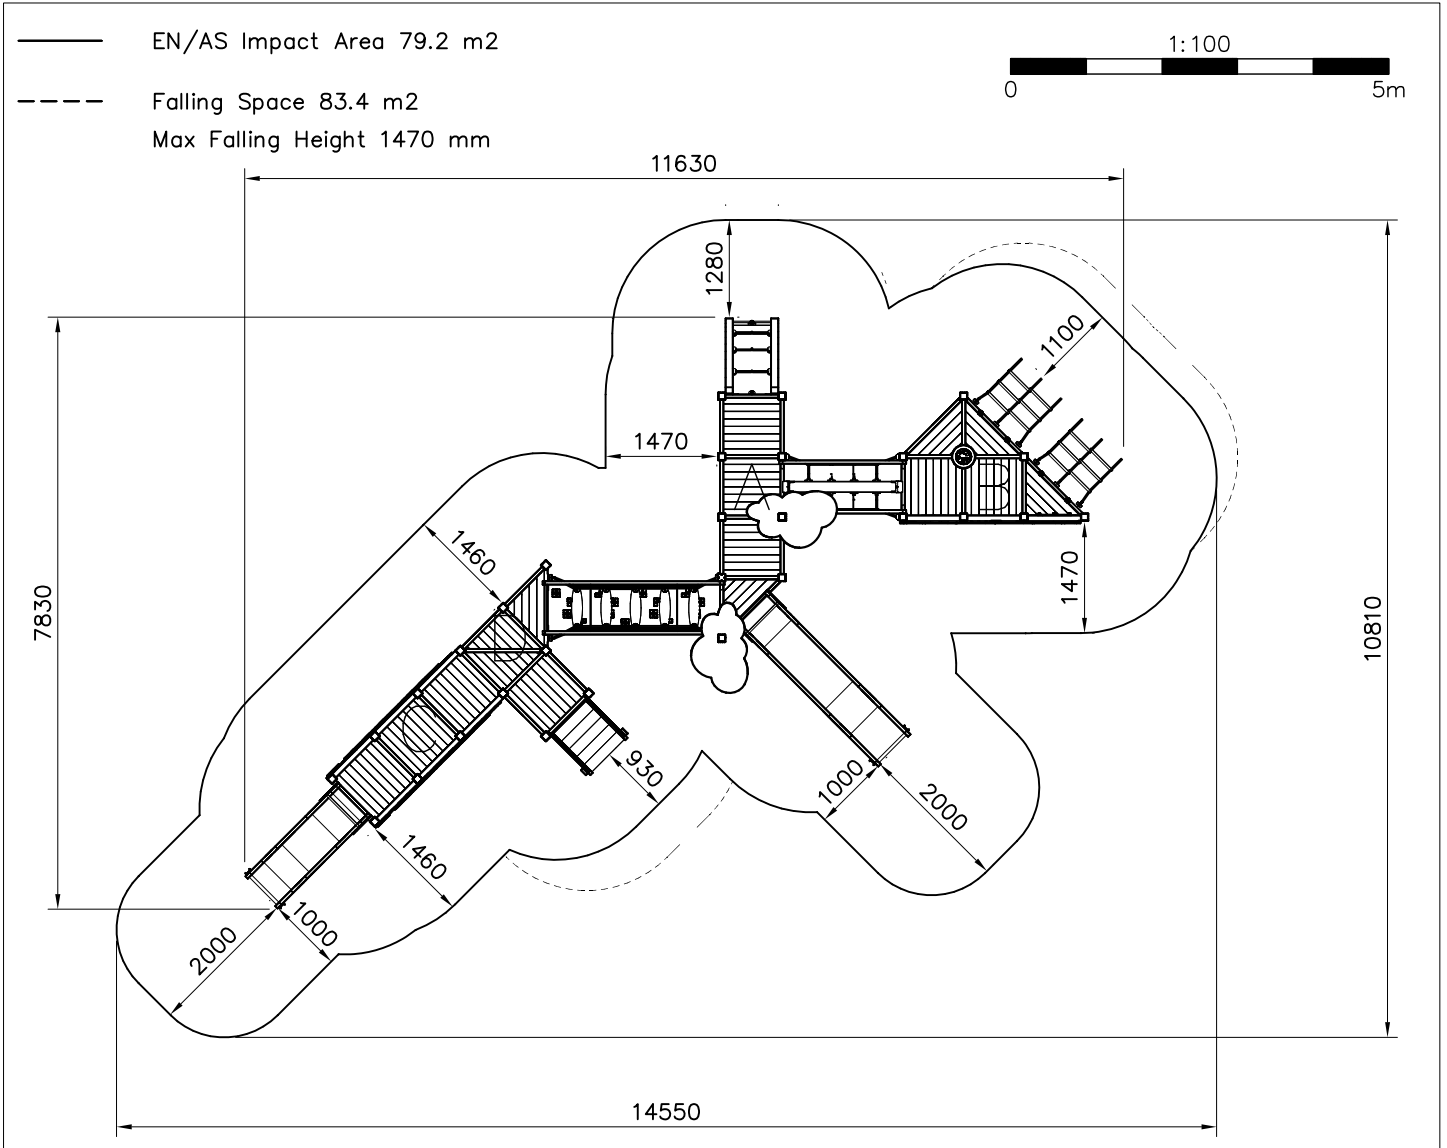 EN/AS Impact Area 79.2 m2
Falling Space 83.4 m2
Max Falling Height 1470 mm
1:100
0 5m
11630
1280
1100
1470
A
B
1460
1470
7830
10810
D
C
930
1000
2000
1460
1000
2000
14550